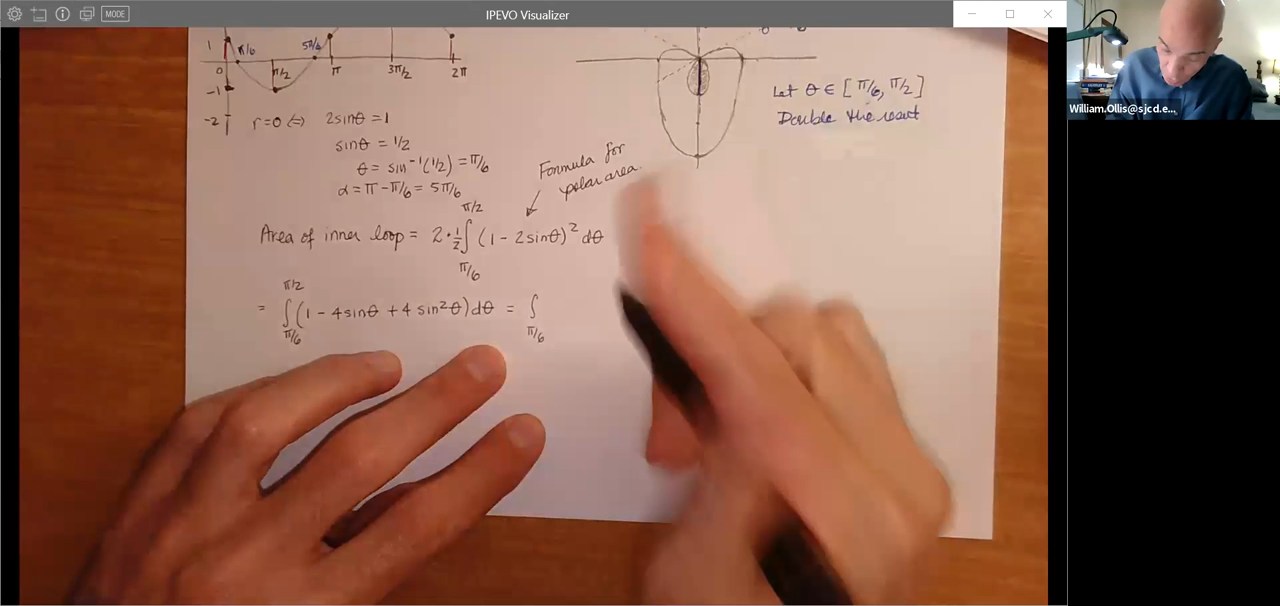 MODE
IPEVO Visualizer
William.Ollis@sjcd.e...
1
π/6
5π/6
0
π/2
π
3π/2
2π
-1
-2
r=0 ⇔ 2sinθ = 1
sinθ = 1/2
θ = sin⁻¹(1/2) = π/6
α = π - π/6 = 5π/6
Formula for
polar area.
Let θ ∈ [π/6, π/2]
Double the result
Area of inner loop = 2·½ ∫_{π/6}^{π/2} (1 - 2sinθ)² dθ
= ∫_{π/6}^{π/2} (1 - 4sinθ + 4sin²θ)dθ = ∫_{π/6}